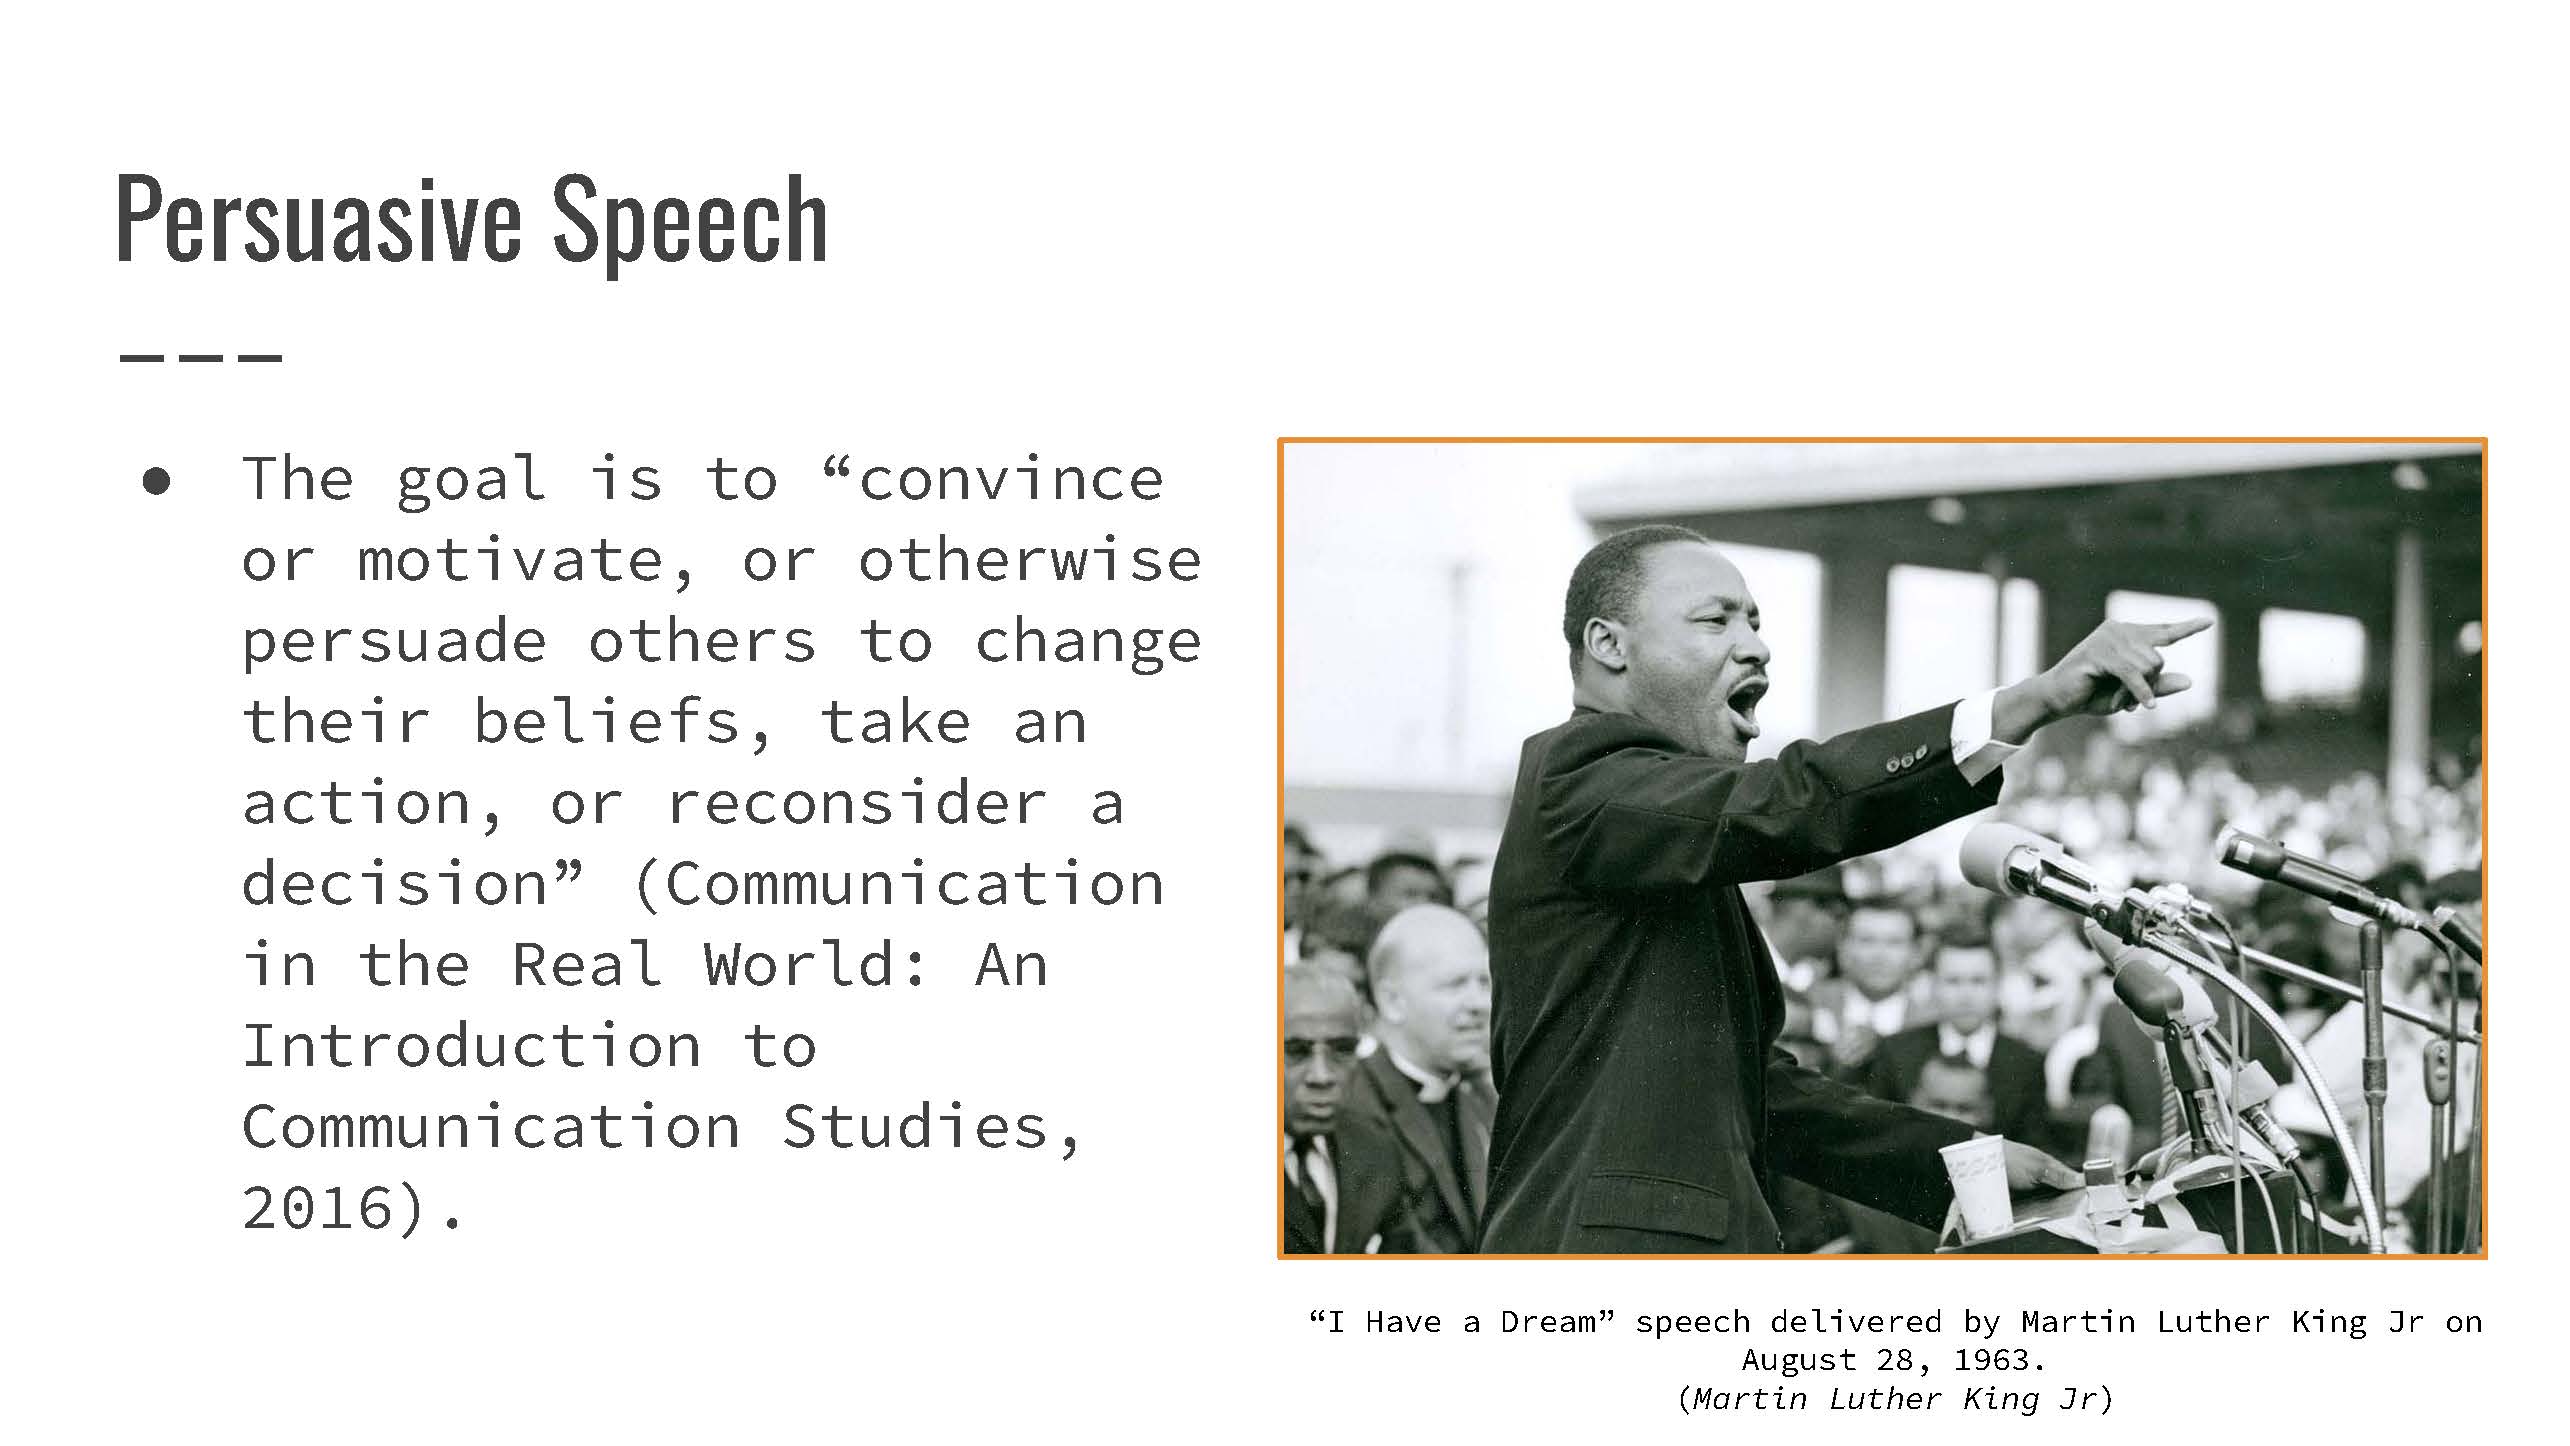 Persuasive Speech
● The goal is to “convince
or motivate, or otherwise
persuade others to change
their beliefs, take an
action, or reconsider a
decision” (Communication
in the Real World: An
Introduction to
Communication Studies,
2016).
“I Have a Dream” speech delivered by Martin Luther King Jr on
August 28, 1963.
(Martin Luther King Jr)